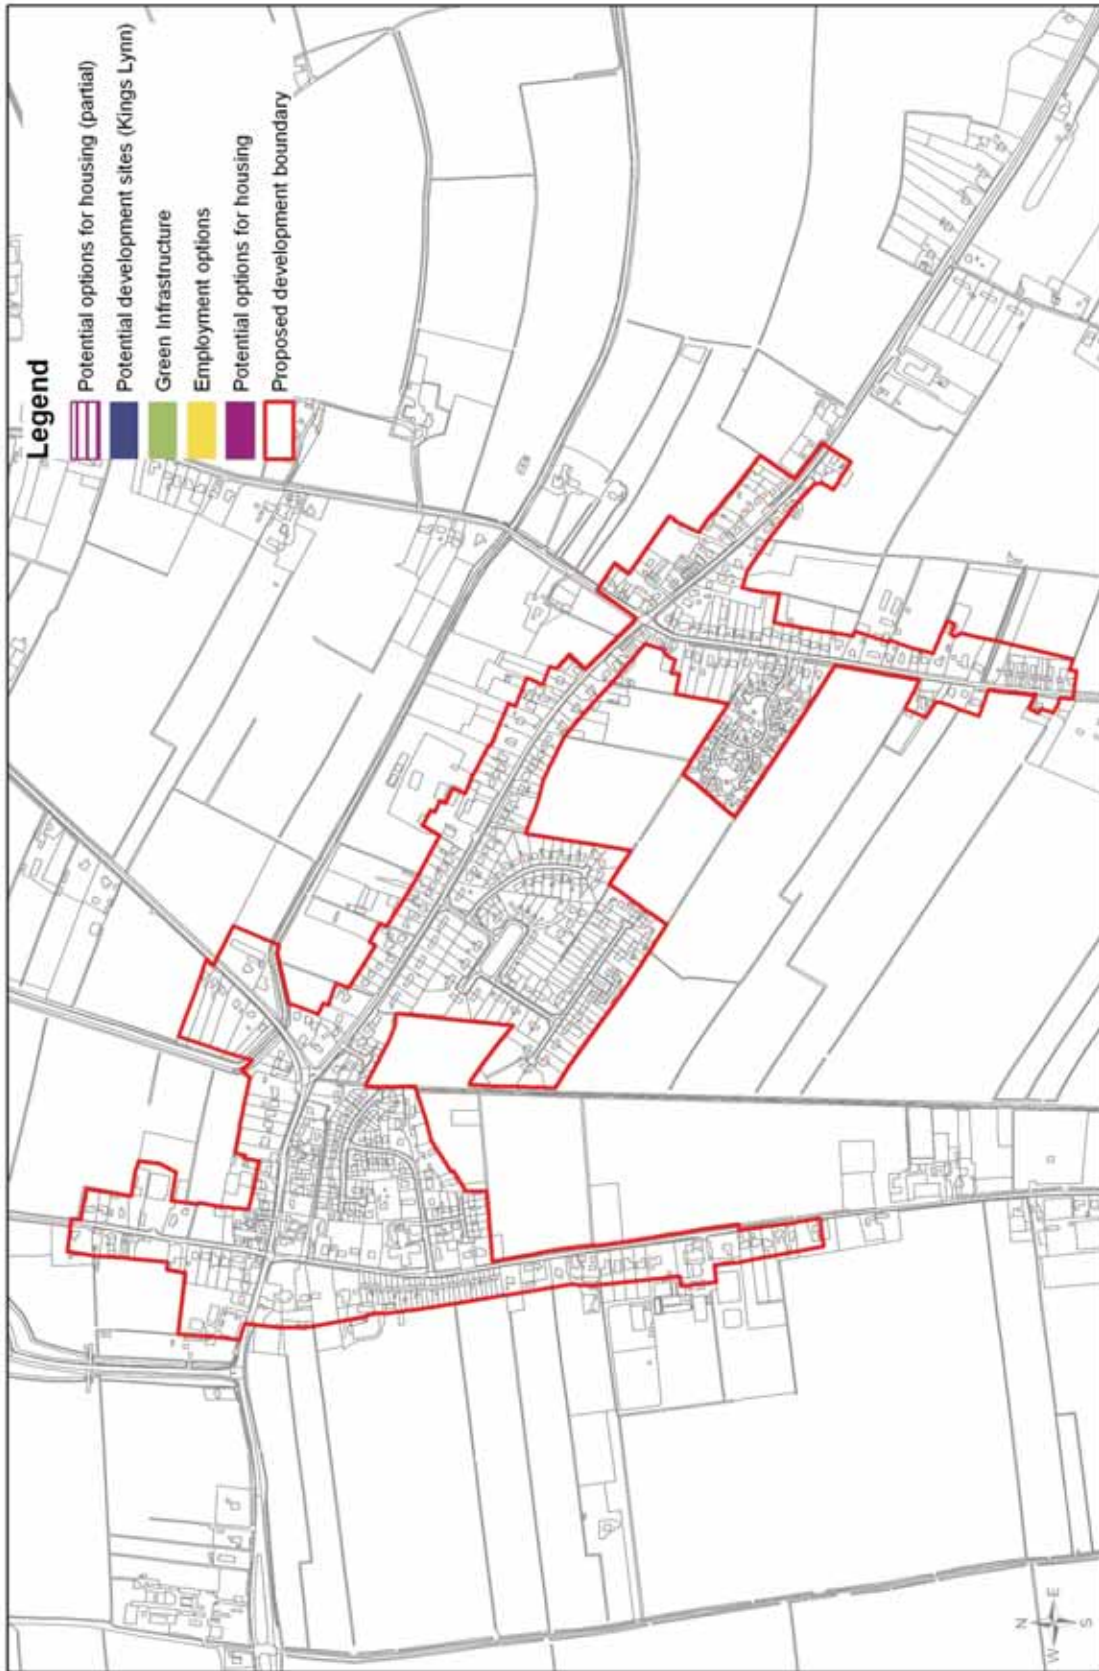 Legend
Potential options for housing (partial)
Potential development sites (Kings Lynn)
Green Infrastructure
Employment options
Potential options for housing
Proposed development boundary
N
W E
S